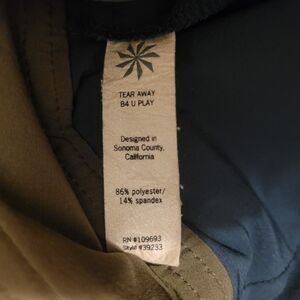 TEAR AWAY
B4 U PLAY
Designed in
Sonoma County,
California
86% polyester/
14% spandex
RN #109693
Style #39233